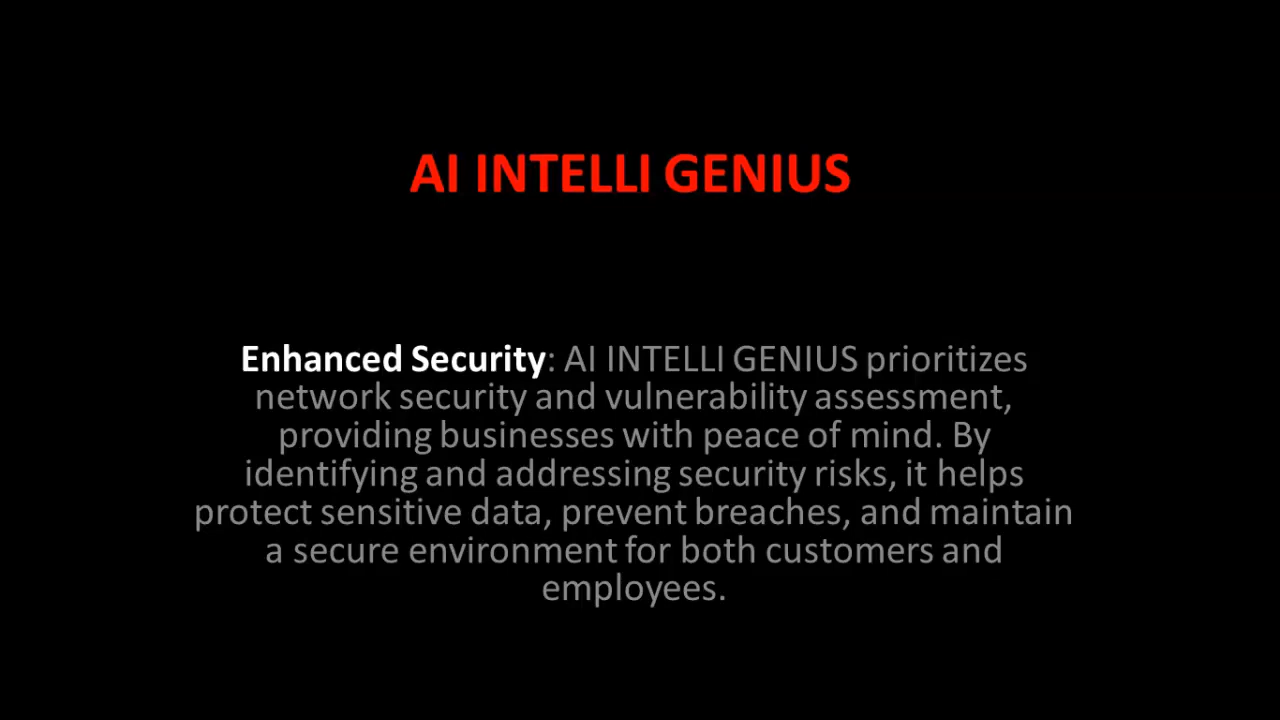 AI INTELLI GENIUS
Enhanced Security: AI INTELLI GENIUS prioritizes
network security and vulnerability assessment,
providing businesses with peace of mind. By
identifying and addressing security risks, it helps
protect sensitive data, prevent breaches, and maintain
a secure environment for both customers and
employees.